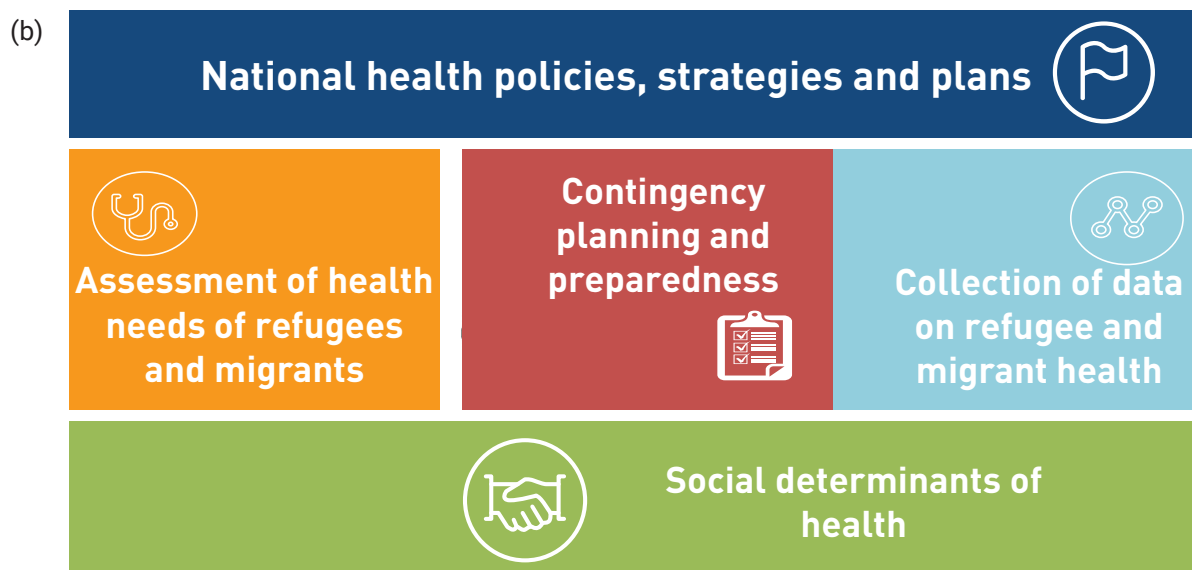 (b)
National health policies, strategies and plans
Assessment of health
needs of refugees
and migrants
Contingency
planning and
preparedness
Collection of data
on refugee and
migrant health
Social determinants of
health